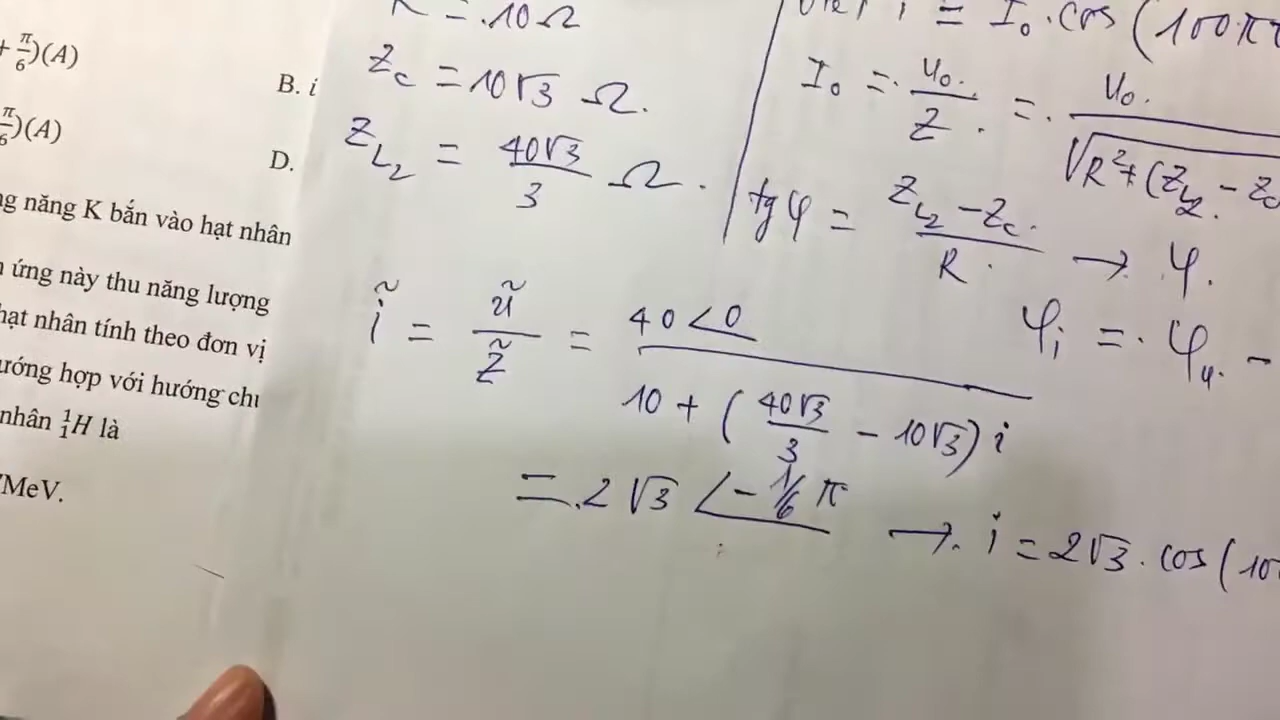 + π/6)(A)
B. i
π/6)(A)
D.
ng năng K bắn vào hạt nhân
ứng này thu năng lượng
hạt nhân tính theo đơn vị
ướng hợp với hướng
nhân ¹₁H là
MeV.
R = 10 Ω
Z_C = 10√3 Ω.
Z_L2 = 40√3/3 Ω.
i = I₀.cos(100πt
I₀ = U₀/Z = U₀/√R²+(Z_L2 - Z_C
tgφ = Z_L2 - Z_C/R → φ.
φ_i = φ_u -
ĩ = ũ/Z̃ = 40∠0/10 + (40√3/3 - 10√3)i
= 2√3 ∠-1/6 π → i = 2√3.cos(10